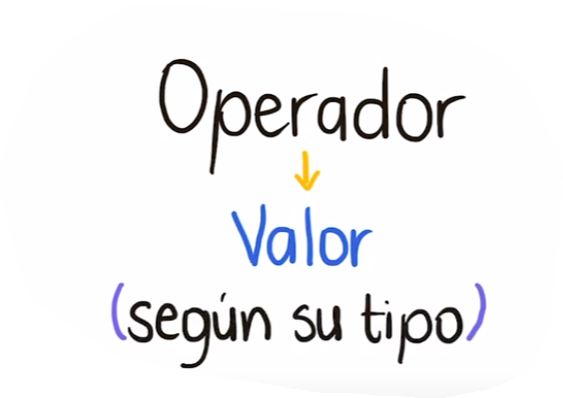 Operador
Valor
(según su tipo)